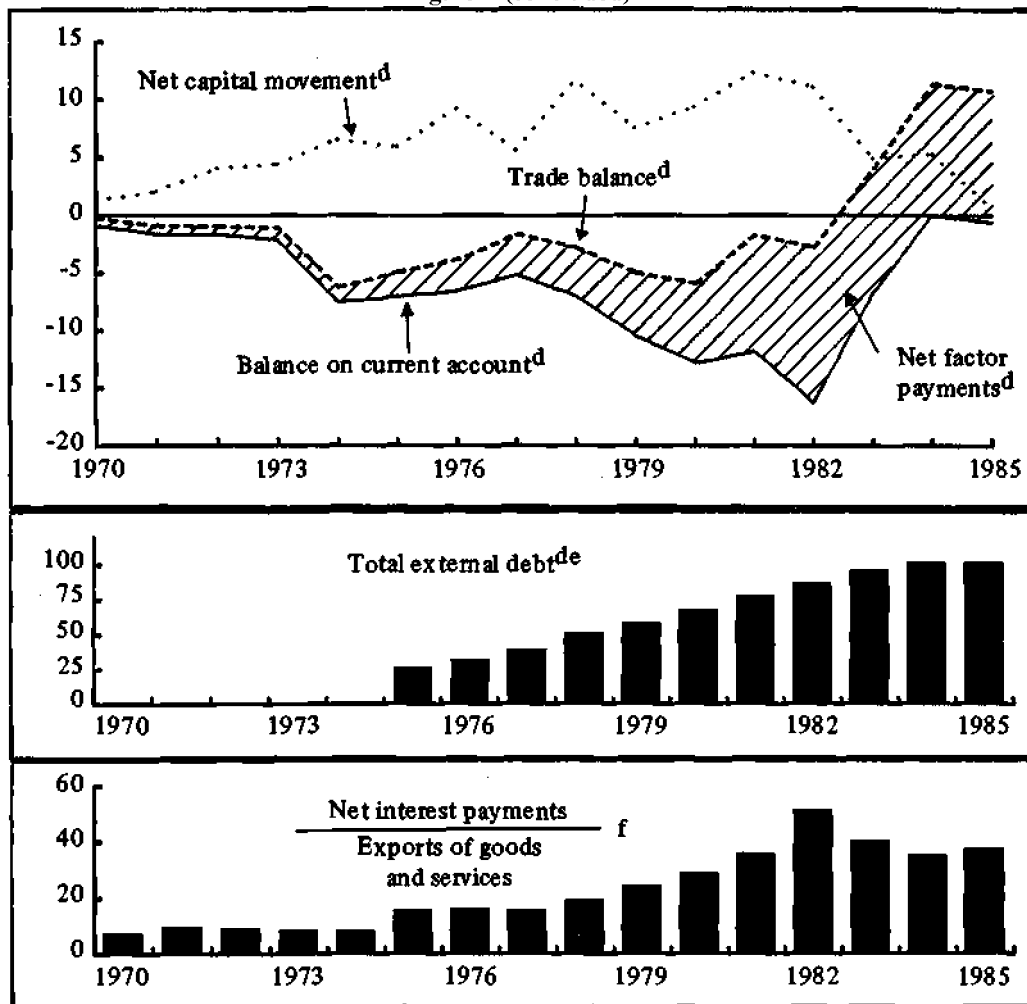 15
Net capital movementd
10
5
Trade balanced
0
-5
-10
Balance on current accountd
Net factor
paymentsd
-15
-20
1970 1973 1976 1979 1982 1985
100
Total external debtde
75
50
25
0
1970 1973 1976 1979 1982 1985
60
Net interest payments
f
Exports of goods
and services
40
20
0
1970 1973 1976 1979 1982 1985